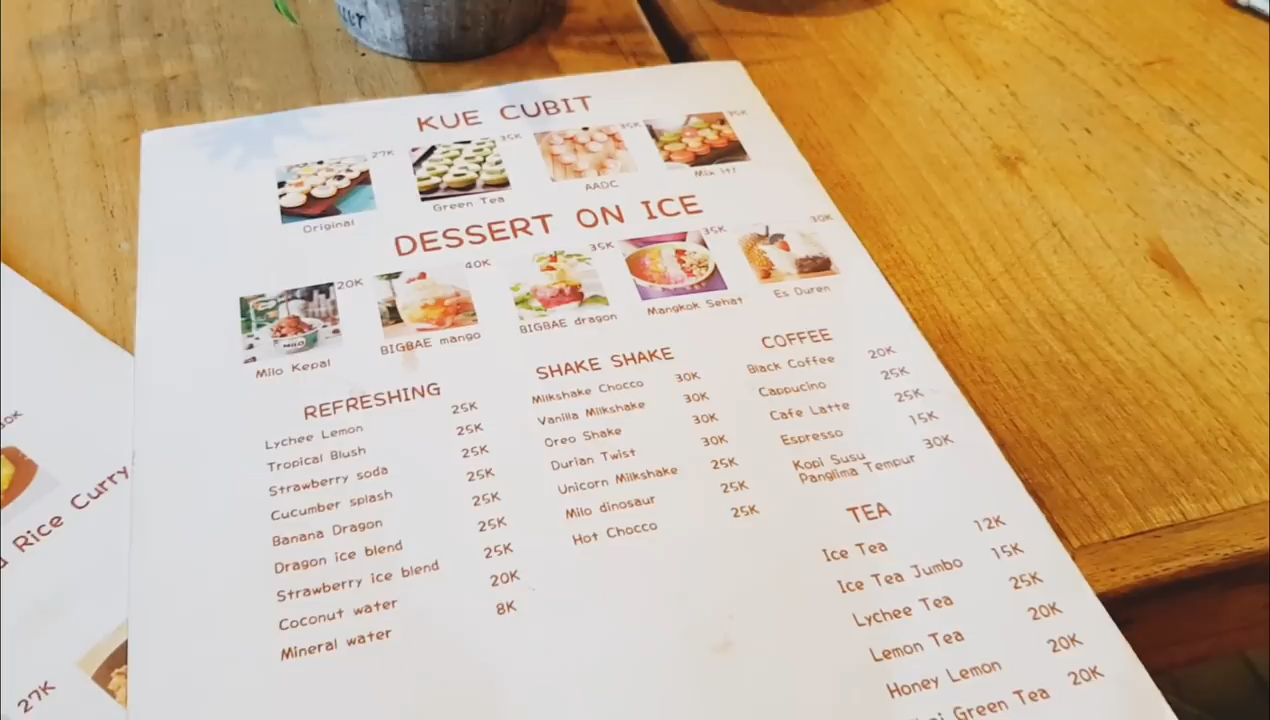 KUE CUBIT
27K 35K 35K 35K
Original Green Tea AADC Mix it!
DESSERT ON ICE
20K 40K 35K 35K 30K
Milo Kepal BIGBAE mango BIGBAE dragon Mangkok Sehat Es Duren
REFRESHING
Lychee Lemon 25K
Tropical Blush 25K
Strawberry soda 25K
Cucumber splash 25K
Banana Dragon 25K
Dragon ice blend 25K
Strawberry ice blend 25K
Coconut water 20K
Mineral water 8K
SHAKE SHAKE
Milkshake Chocco 30K
Vanilla Milkshake 30K
Oreo Shake 30K
Durian Twist 30K
Unicorn Milkshake 25K
Milo dinosaur 25K
Hot Chocco 25K
COFFEE
Black Coffee 20K
Cappucino 25K
Cafe Latte 25K
Espresso 15K
Kopi Susu
Panglima Tempur 30K
TEA
Ice Tea 12K
Ice Tea Jumbo 15K
Lychee Tea 25K
Lemon Tea 20K
Honey Lemon 20K
Green Tea 20K
Rice Curry
27K